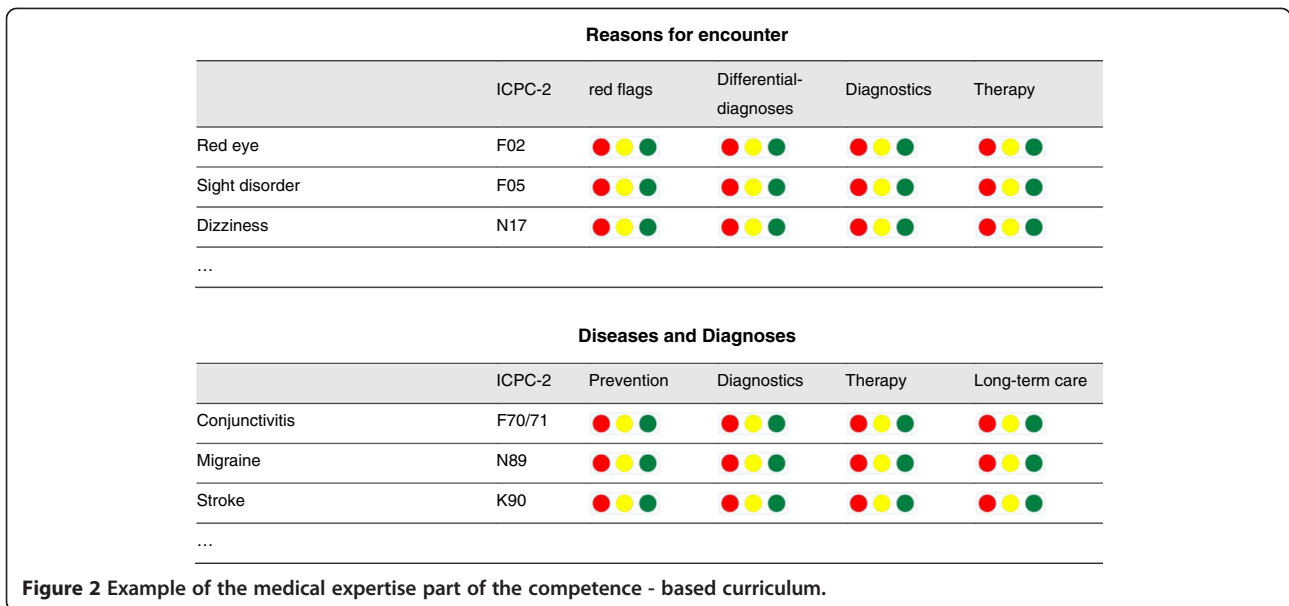 Reasons for encounter
ICPC-2 red flags Differential-diagnoses Diagnostics Therapy
Red eye F02
Sight disorder F05
Dizziness N17
…
Diseases and Diagnoses
ICPC-2 Prevention Diagnostics Therapy Long-term care
Conjunctivitis F70/71
Migraine N89
Stroke K90
…
Figure 2 Example of the medical expertise part of the competence - based curriculum.